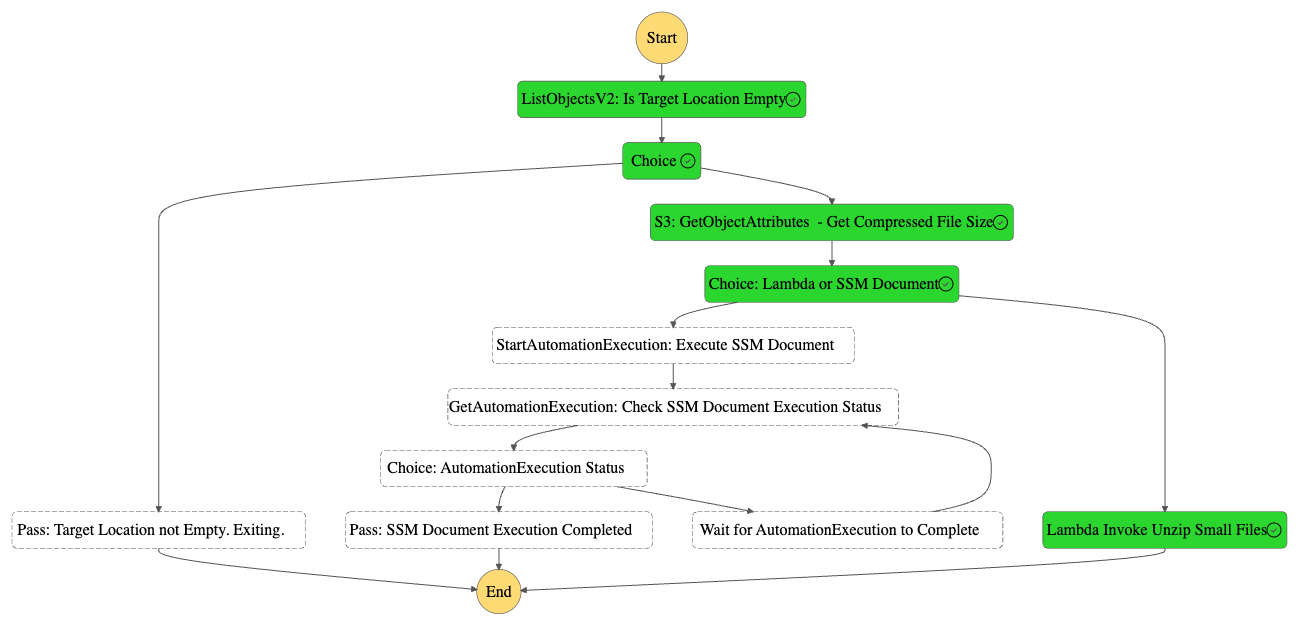 Start
ListObjectsV2: Is Target Location Empty
Choice
S3: GetObjectAttributes - Get Compressed File Size
Choice: Lambda or SSM Document
StartAutomationExecution: Execute SSM Document
GetAutomationExecution: Check SSM Document Execution Status
Choice: AutomationExecution Status
Pass: Target Location not Empty. Exiting.
Pass: SSM Document Execution Completed
Wait for AutomationExecution to Complete
Lambda Invoke Unzip Small Files
End